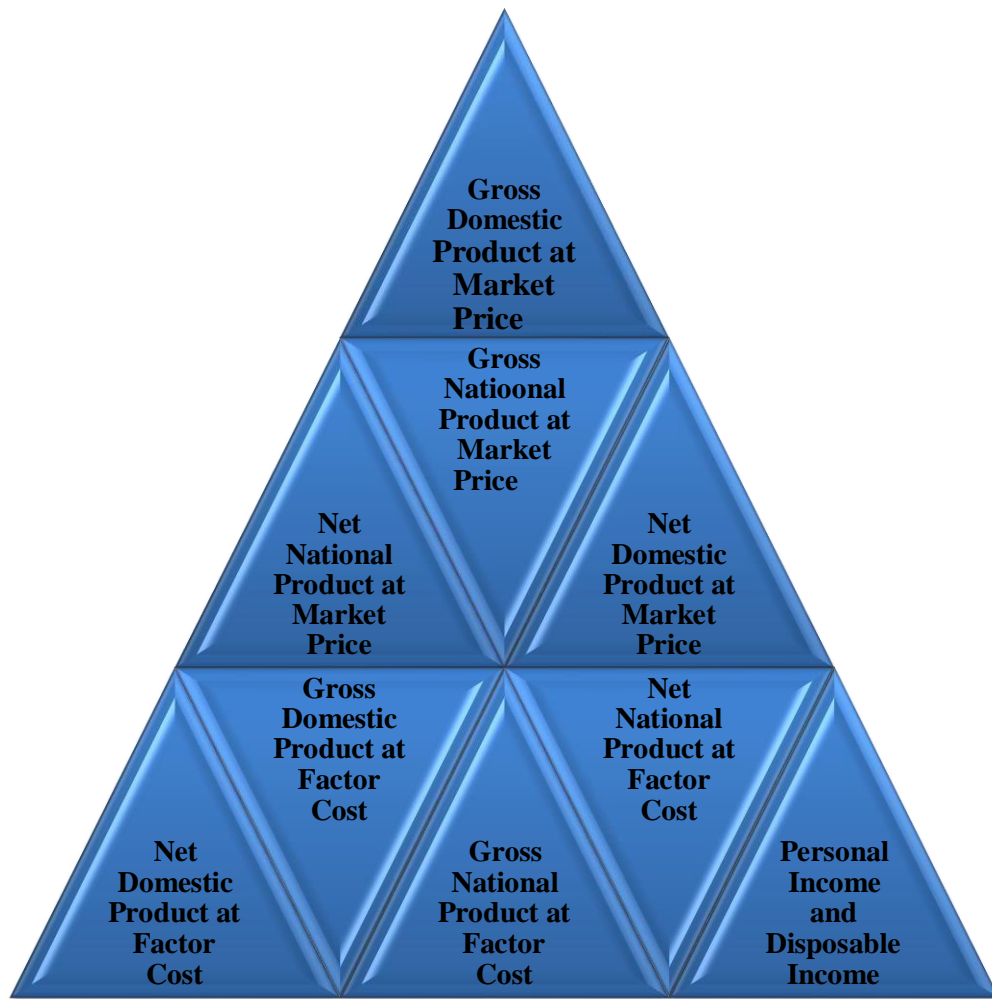 Gross
Domestic
Product at
Market
Price
Gross
Natioonal
Product at
Market
Price
Net
National
Product at
Market
Price
Net
Domestic
Product at
Market
Price
Gross
Domestic
Product at
Factor
Cost
Net
National
Product at
Factor
Cost
Net
Domestic
Product at
Factor
Cost
Gross
National
Product at
Factor
Cost
Personal
Income
and
Disposable
Income